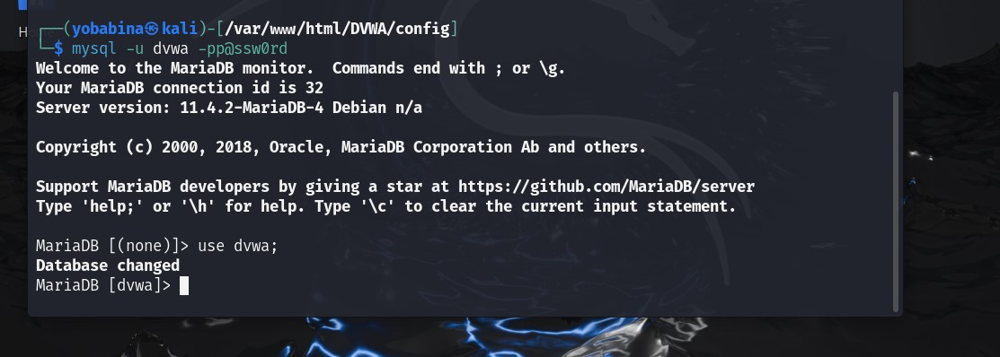 ┌──(yobabina㉿kali)-[/var/www/html/DVWA/config]
└─$ mysql -u dvwa -pp@ssw0rd
Welcome to the MariaDB monitor.  Commands end with ; or \g.
Your MariaDB connection id is 32
Server version: 11.4.2-MariaDB-4 Debian n/a

Copyright (c) 2000, 2018, Oracle, MariaDB Corporation Ab and others.

Support MariaDB developers by giving a star at https://github.com/MariaDB/server
Type 'help;' or '\h' for help. Type '\c' to clear the current input statement.

MariaDB [(none)]> use dvwa;
Database changed
MariaDB [dvwa]>